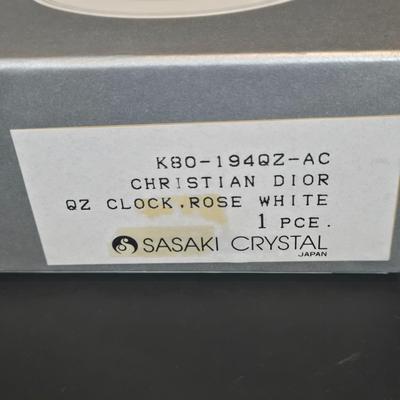 K80-194QZ-AC
CHRISTIAN DIOR
QZ CLOCK,ROSE WHITE
1 PCE.
SASAKI CRYSTAL
JAPAN